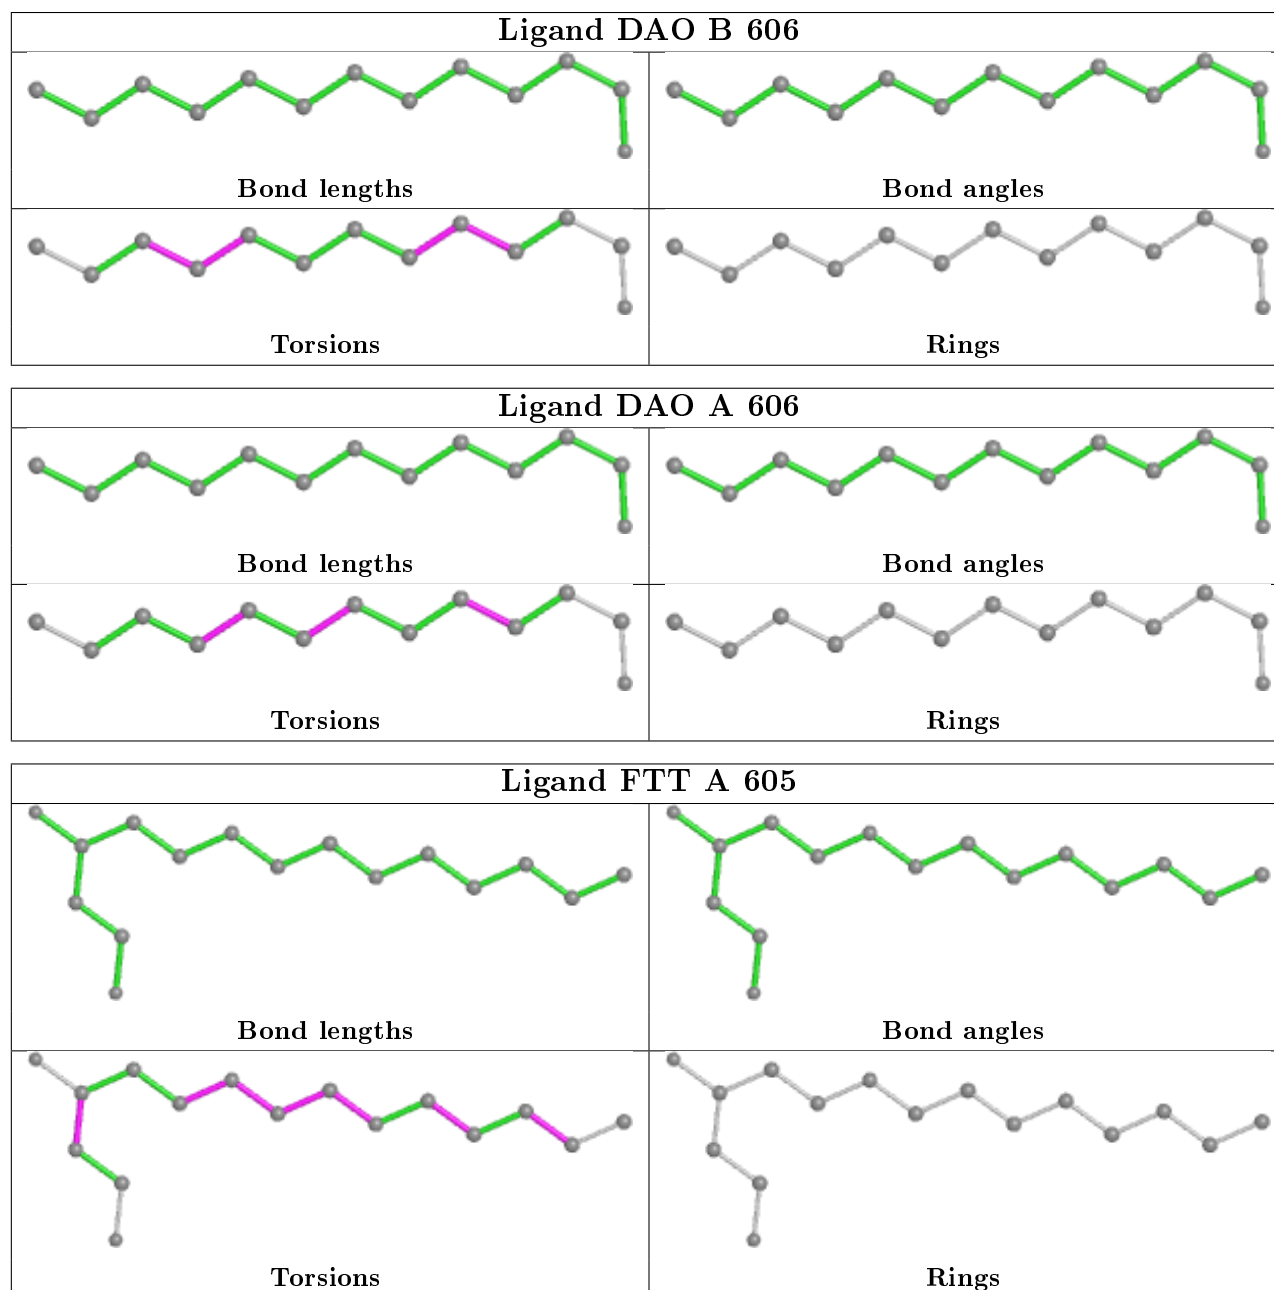 Ligand DAO B 606
Bond lengths
Bond angles
Torsions
Rings
Ligand DAO A 606
Bond lengths
Bond angles
Torsions
Rings
Ligand FTT A 605
Bond lengths
Bond angles
Torsions
Rings